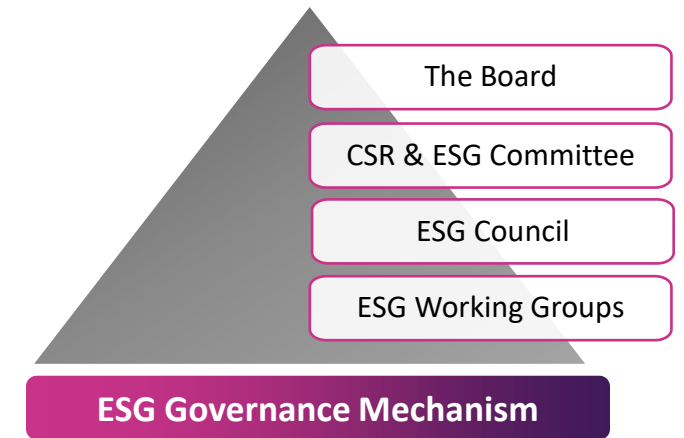 The Board
CSR & ESG Committee
ESG Council
ESG Working Groups
ESG Governance Mechanism